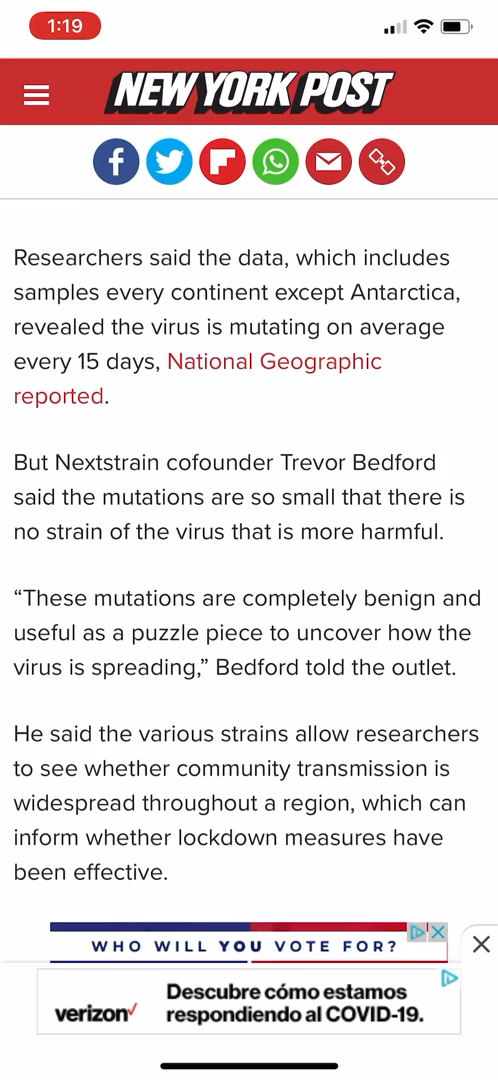 1:19
NEW YORK POST
Researchers said the data, which includes
samples every continent except Antarctica,
revealed the virus is mutating on average
every 15 days, National Geographic
reported.
But Nextstrain cofounder Trevor Bedford
said the mutations are so small that there is
no strain of the virus that is more harmful.
“These mutations are completely benign and
useful as a puzzle piece to uncover how the
virus is spreading,” Bedford told the outlet.
He said the various strains allow researchers
to see whether community transmission is
widespread throughout a region, which can
inform whether lockdown measures have
been effective.
WHO WILL YOU VOTE FOR?
Descubre cómo estamos
verizon respondiendo al COVID-19.